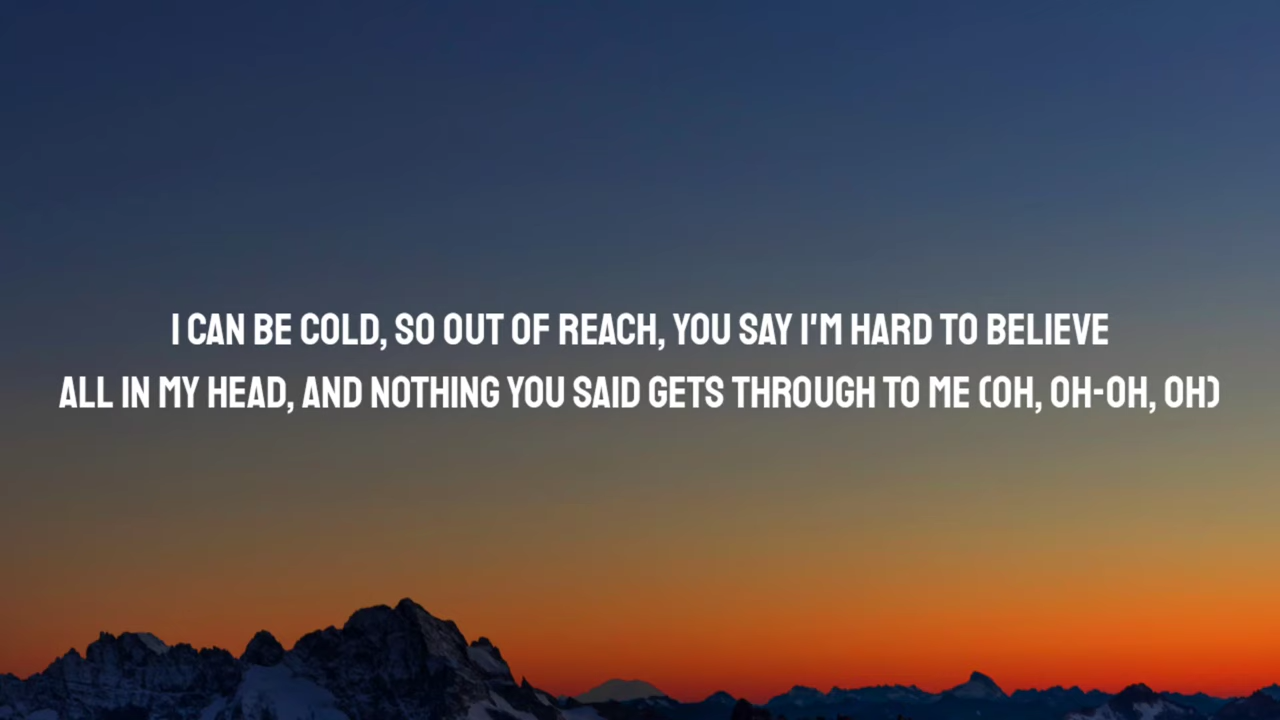 I CAN BE COLD, SO OUT OF REACH, YOU SAY I'M HARD TO BELIEVE
ALL IN MY HEAD, AND NOTHING YOU SAID GETS THROUGH TO ME (OH, OH-OH, OH)